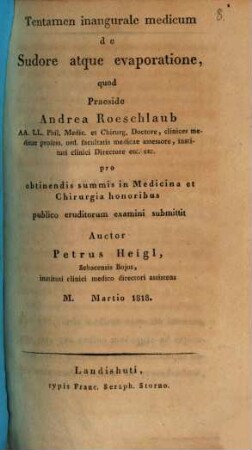 8.
Tentamen inaugurale medicum
de
Sudore atque evaporatione,
quod
Praeside
Andrea Roeschlaub
AA. LL. Phil. Medic. et Chirurg. Doctore, clinices me-
dicae profess. ord. facultatis medicae assessore, insti-
tuti clinici Directore etc. etc.
pro
obtinendis summis in Medicina et
Chirurgia honoribus
publico eruditorum examini submittit
Auctor
Petrus Heigl,
Bojus,
instituti clinici medico directori assistens
M. Martio 1818.
Landishuti,
typis Franc. Seraph. Storno.